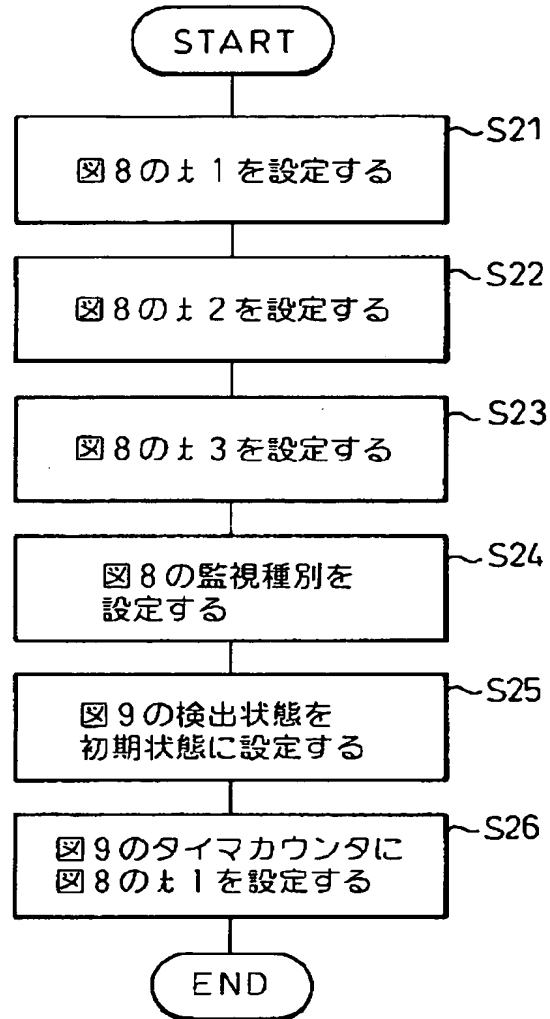 START
図8のt1を設定する
S21
図8のt2を設定する
S22
図8のt3を設定する
S23
図8の監視種別を
設定する
S24
図9の検出状態を
初期状態に設定する
S25
図9のタイマカウンタに
図8のt1を設定する
S26
END